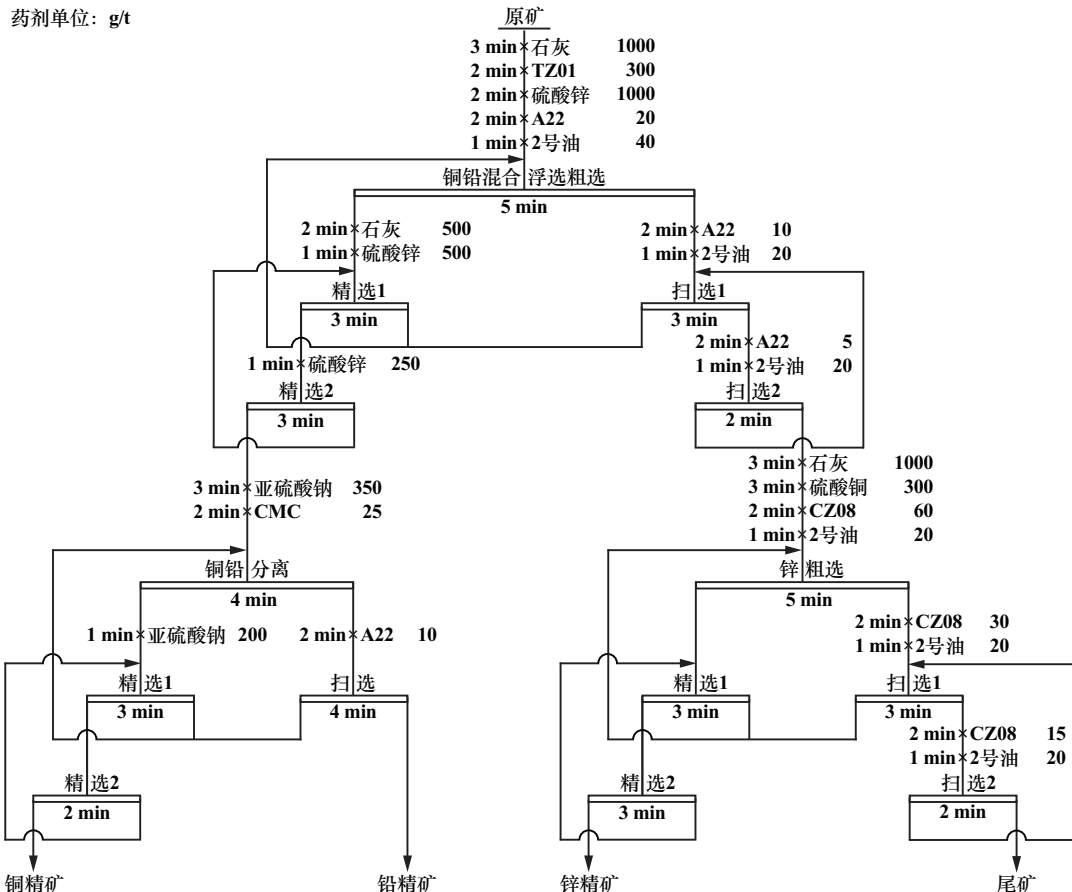 药剂单位: g/t
原矿
3 min×石灰 1000
2 min×TZ01 300
2 min×硫酸锌 1000
2 min×A22 20
1 min×2号油 40
铜铅混合 浮选粗选
5 min
2 min×石灰 500
1 min×硫酸锌 500
2 min×A22 10
1 min×2号油 20
精选1
3 min
扫选1
3 min
1 min×硫酸锌 250
2 min×A22 5
1 min×2号油 20
精选2
3 min
扫选2
2 min
3 min×亚硫酸钠 350
2 min×CMC 25
3 min×石灰 1000
3 min×硫酸铜 300
2 min×CZ08 60
1 min×2号油 20
铜铅分离
4 min
锌粗选
5 min
1 min×亚硫酸钠 200
2 min×A22 10
2 min×CZ08 30
1 min×2号油 20
精选1
3 min
扫选
4 min
精选1
3 min
扫选1
3 min
2 min×CZ08 15
1 min×2号油 20
精选2
2 min
精选2
3 min
扫选2
2 min
铜精矿
铅精矿
锌精矿
尾矿